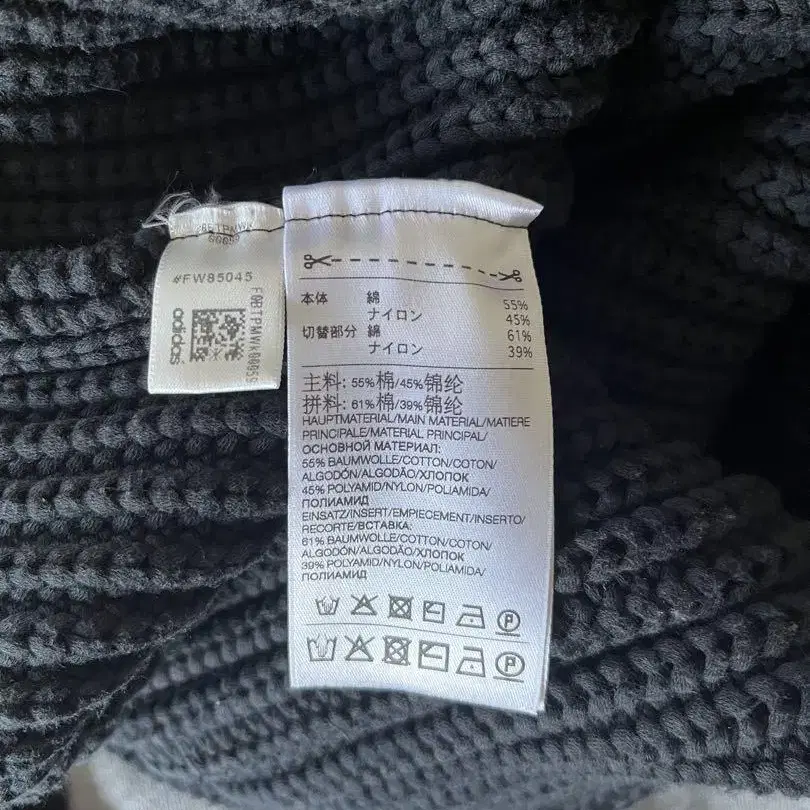 #FW85045
adidas
本体 綿 55%
ナイロン 45%
切替部分 綿 61%
ナイロン 39%
主料: 55%棉/45%锦纶
拼料: 61%棉/39%锦纶
HAUPTMATERIAL/MAIN MATERIAL/MATIERE
PRINCIPALE/MATERIAL PRINCIPAL/
ОСНОВНОЙ МАТЕРИАЛ:
55% BAUMWOLLE/COTTON/COTON/
ALGODÓN/ALGODÃO/ХЛОПОК
45% POLYAMID/NYLON/POLIAMIDA/
ПОЛИАМИД
EINSATZ/INSERT/EMPIECEMENT/INSERTO/
RECORTE/ВСТАВКА:
61% BAUMWOLLE/COTTON/COTON/
ALGODÓN/ALGODÃO/ХЛОПОК
39% POLYAMID/NYLON/POLIAMIDA/
ПОЛИАМИД
P
P